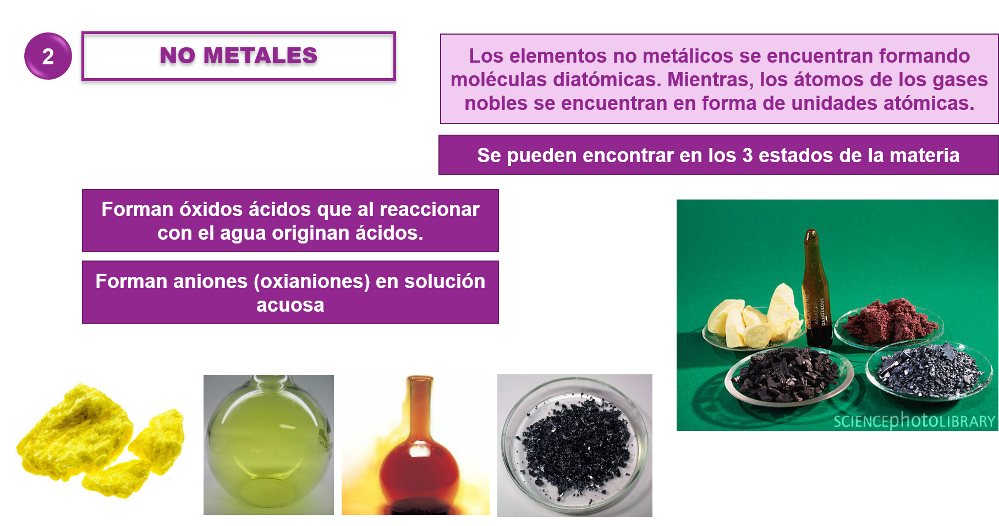 2
NO METALES
Los elementos no metálicos se encuentran formando
moléculas diatómicas. Mientras, los átomos de los gases
nobles se encuentran en forma de unidades atómicas.
Se pueden encontrar en los 3 estados de la materia
Forman óxidos ácidos que al reaccionar
con el agua originan ácidos.
Forman aniones (oxianiones) en solución
acuosa
BROMINE
ANALAR
DANGEROUS
SCIENCEphotoLIBRARY